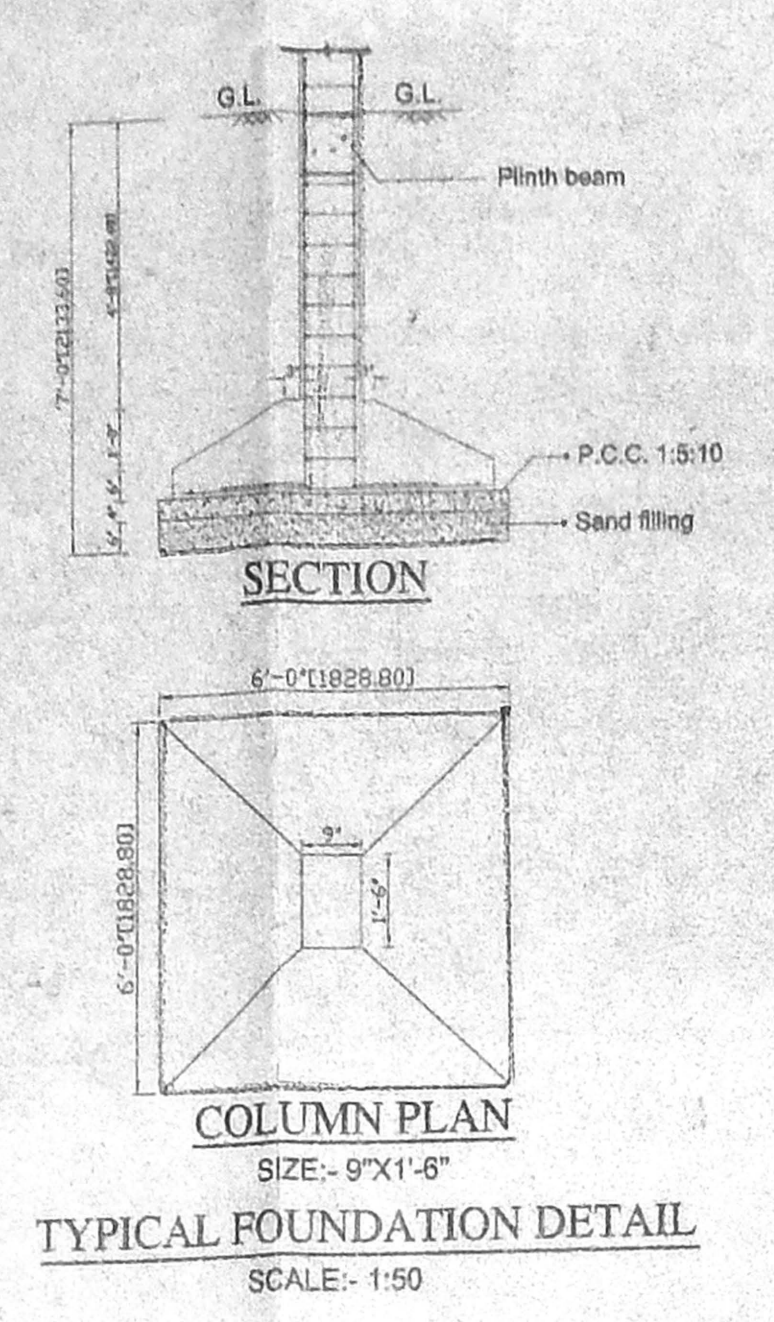 G.L.
G.L.
Plinth beam
7'-0"[2133.60]
P.C.C. 1:5:10
Sand filling
SECTION
6'-0"[1828.80]
6'-0"[1828.80]
9"
1'-6"
COLUMN PLAN
SIZE:- 9"X1'-6"
TYPICAL FOUNDATION DETAIL
SCALE:- 1:50